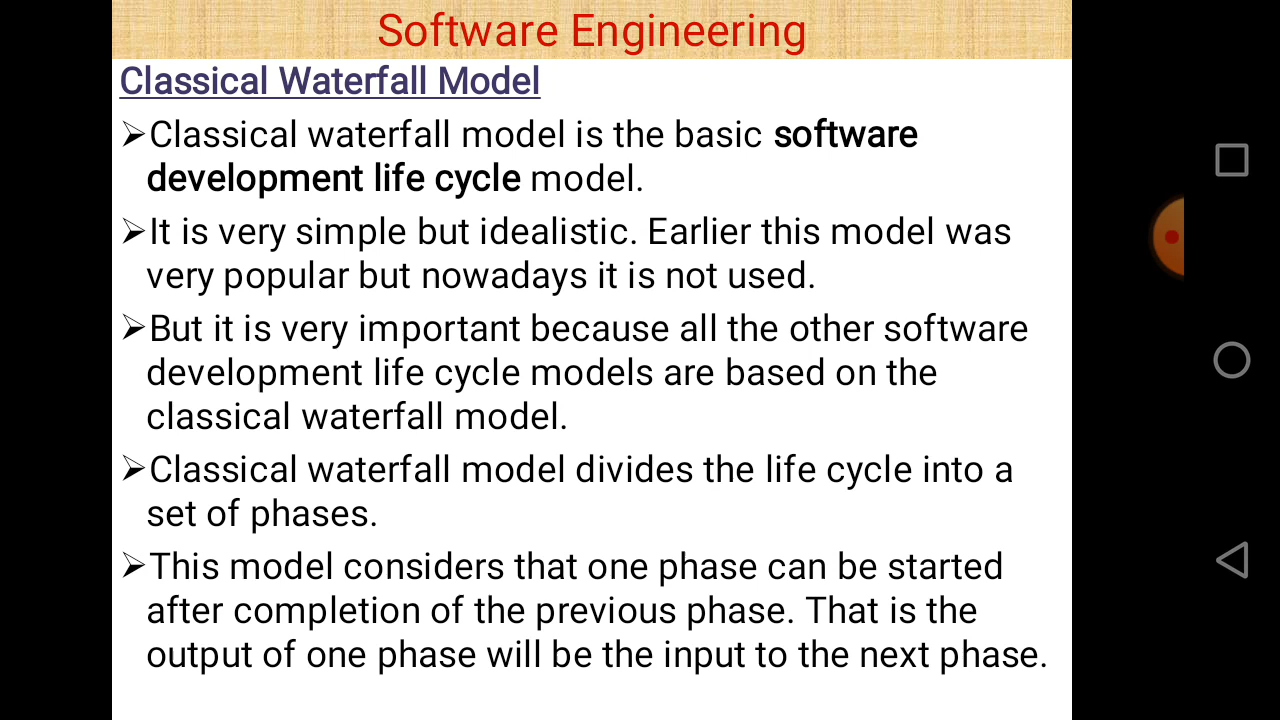 Software Engineering
Classical Waterfall Model
➢Classical waterfall model is the basic software
development life cycle model.
➢It is very simple but idealistic. Earlier this model was
very popular but nowadays it is not used.
➢But it is very important because all the other software
development life cycle models are based on the
classical waterfall model.
➢Classical waterfall model divides the life cycle into a
set of phases.
➢This model considers that one phase can be started
after completion of the previous phase. That is the
output of one phase will be the input to the next phase.